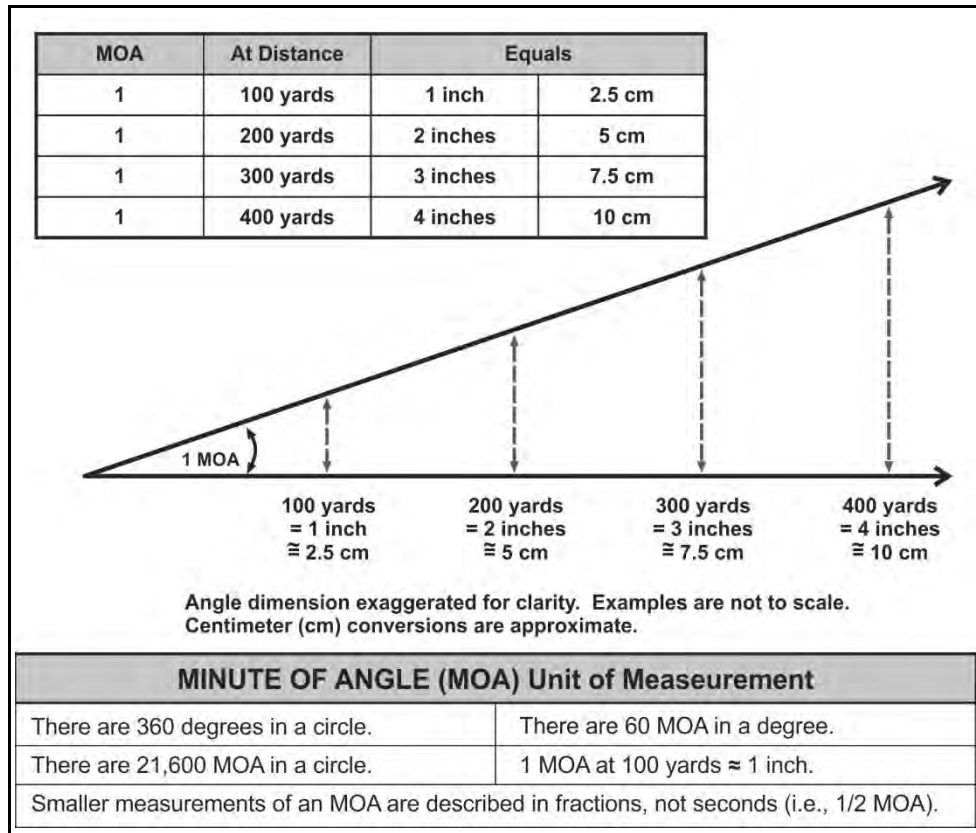 MOA At Distance Equals
1 100 yards 1 inch 2.5 cm
1 200 yards 2 inches 5 cm
1 300 yards 3 inches 7.5 cm
1 400 yards 4 inches 10 cm
1 MOA
100 yards
= 1 inch
≅ 2.5 cm
200 yards
= 2 inches
≅ 5 cm
300 yards
= 3 inches
≅ 7.5 cm
400 yards
= 4 inches
≅ 10 cm
Angle dimension exaggerated for clarity. Examples are not to scale.
Centimeter (cm) conversions are approximate.
MINUTE OF ANGLE (MOA) Unit of Measeurement
There are 360 degrees in a circle. There are 60 MOA in a degree.
There are 21,600 MOA in a circle. 1 MOA at 100 yards ≈ 1 inch.
Smaller measurements of an MOA are described in fractions, not seconds (i.e., 1/2 MOA).